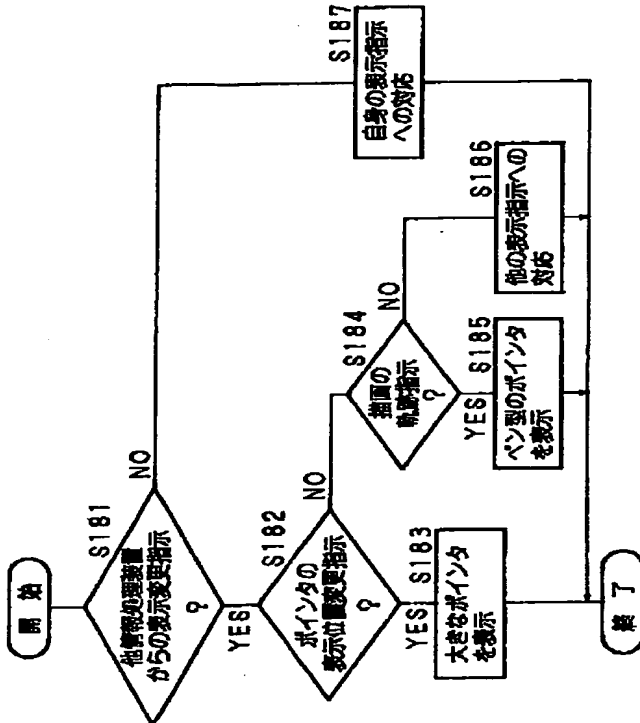 開始
S181
他情報処理装置
からの表示変更指示
?
NO
YES
S182
ポインタの
表示位置変更指示
?
NO
YES
S183
大きなポインタ
を表示
S184
描画の
軌跡指示
?
NO
YES
S185
ペン型のポインタ
を表示
S186
他の表示指示への
対応
S187
自身の表示指示
への対応
終了